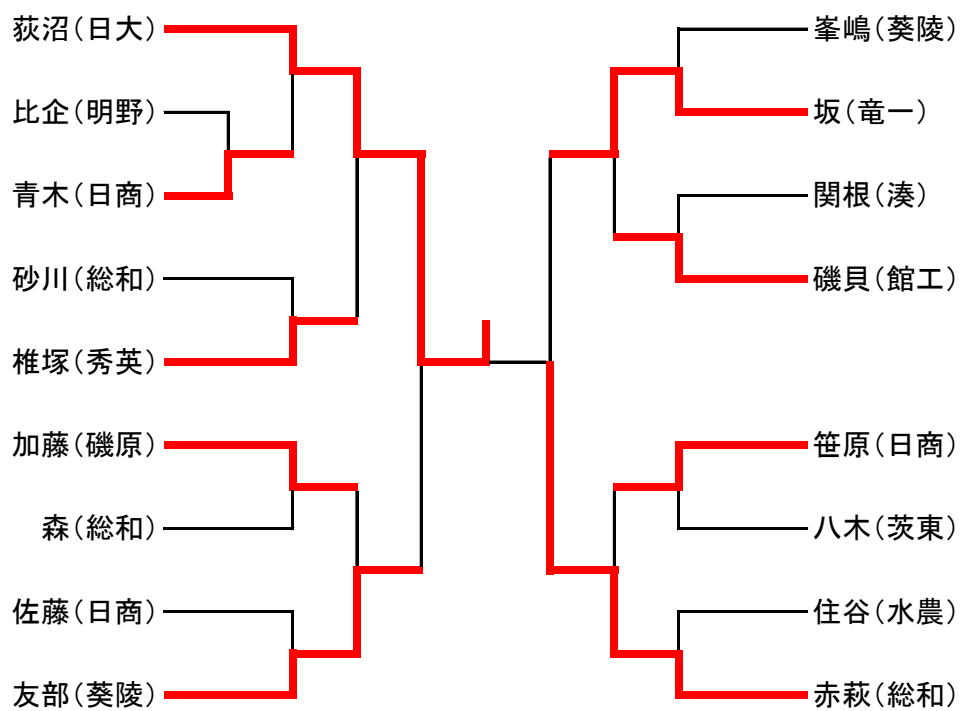 荻沼（日大）
比企（明野）
青木（日商）
砂川（総和）
椎塚（秀英）
加藤（磯原）
森（総和）
佐藤（日商）
友部（葵陵）
峯嶋（葵陵）
坂（竜一）
関根（湊）
磯貝（館工）
笹原（日商）
八木（茨東）
住谷（水農）
赤萩（総和）